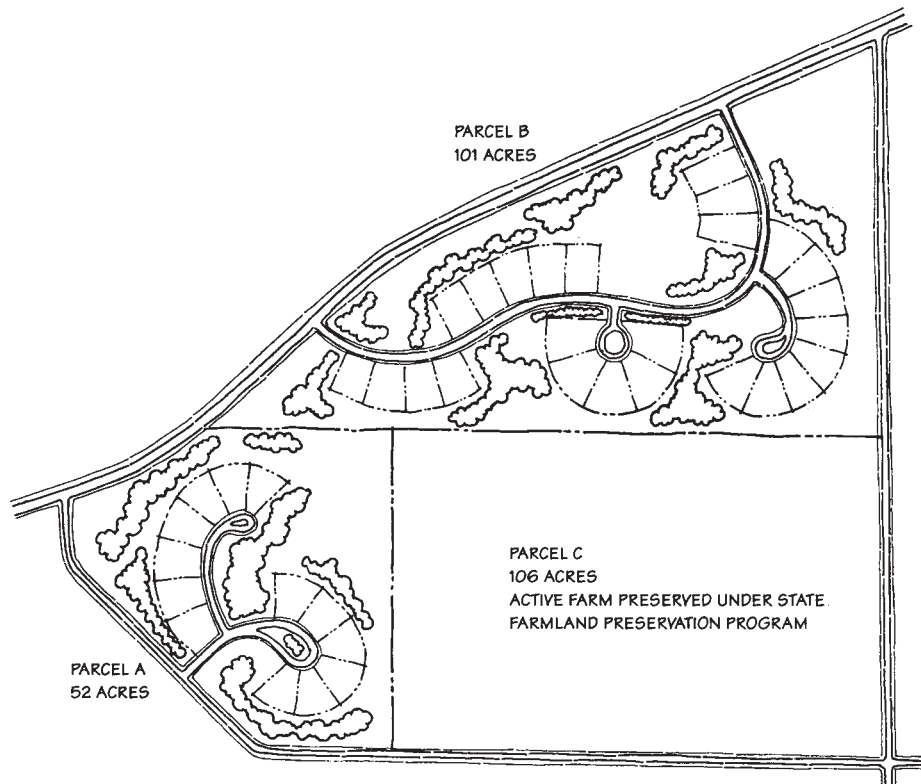 PARCEL B
101 ACRES
PARCEL C
106 ACRES
ACTIVE FARM PRESERVED UNDER STATE
FARMLAND PRESERVATION PROGRAM
PARCEL A
52 ACRES